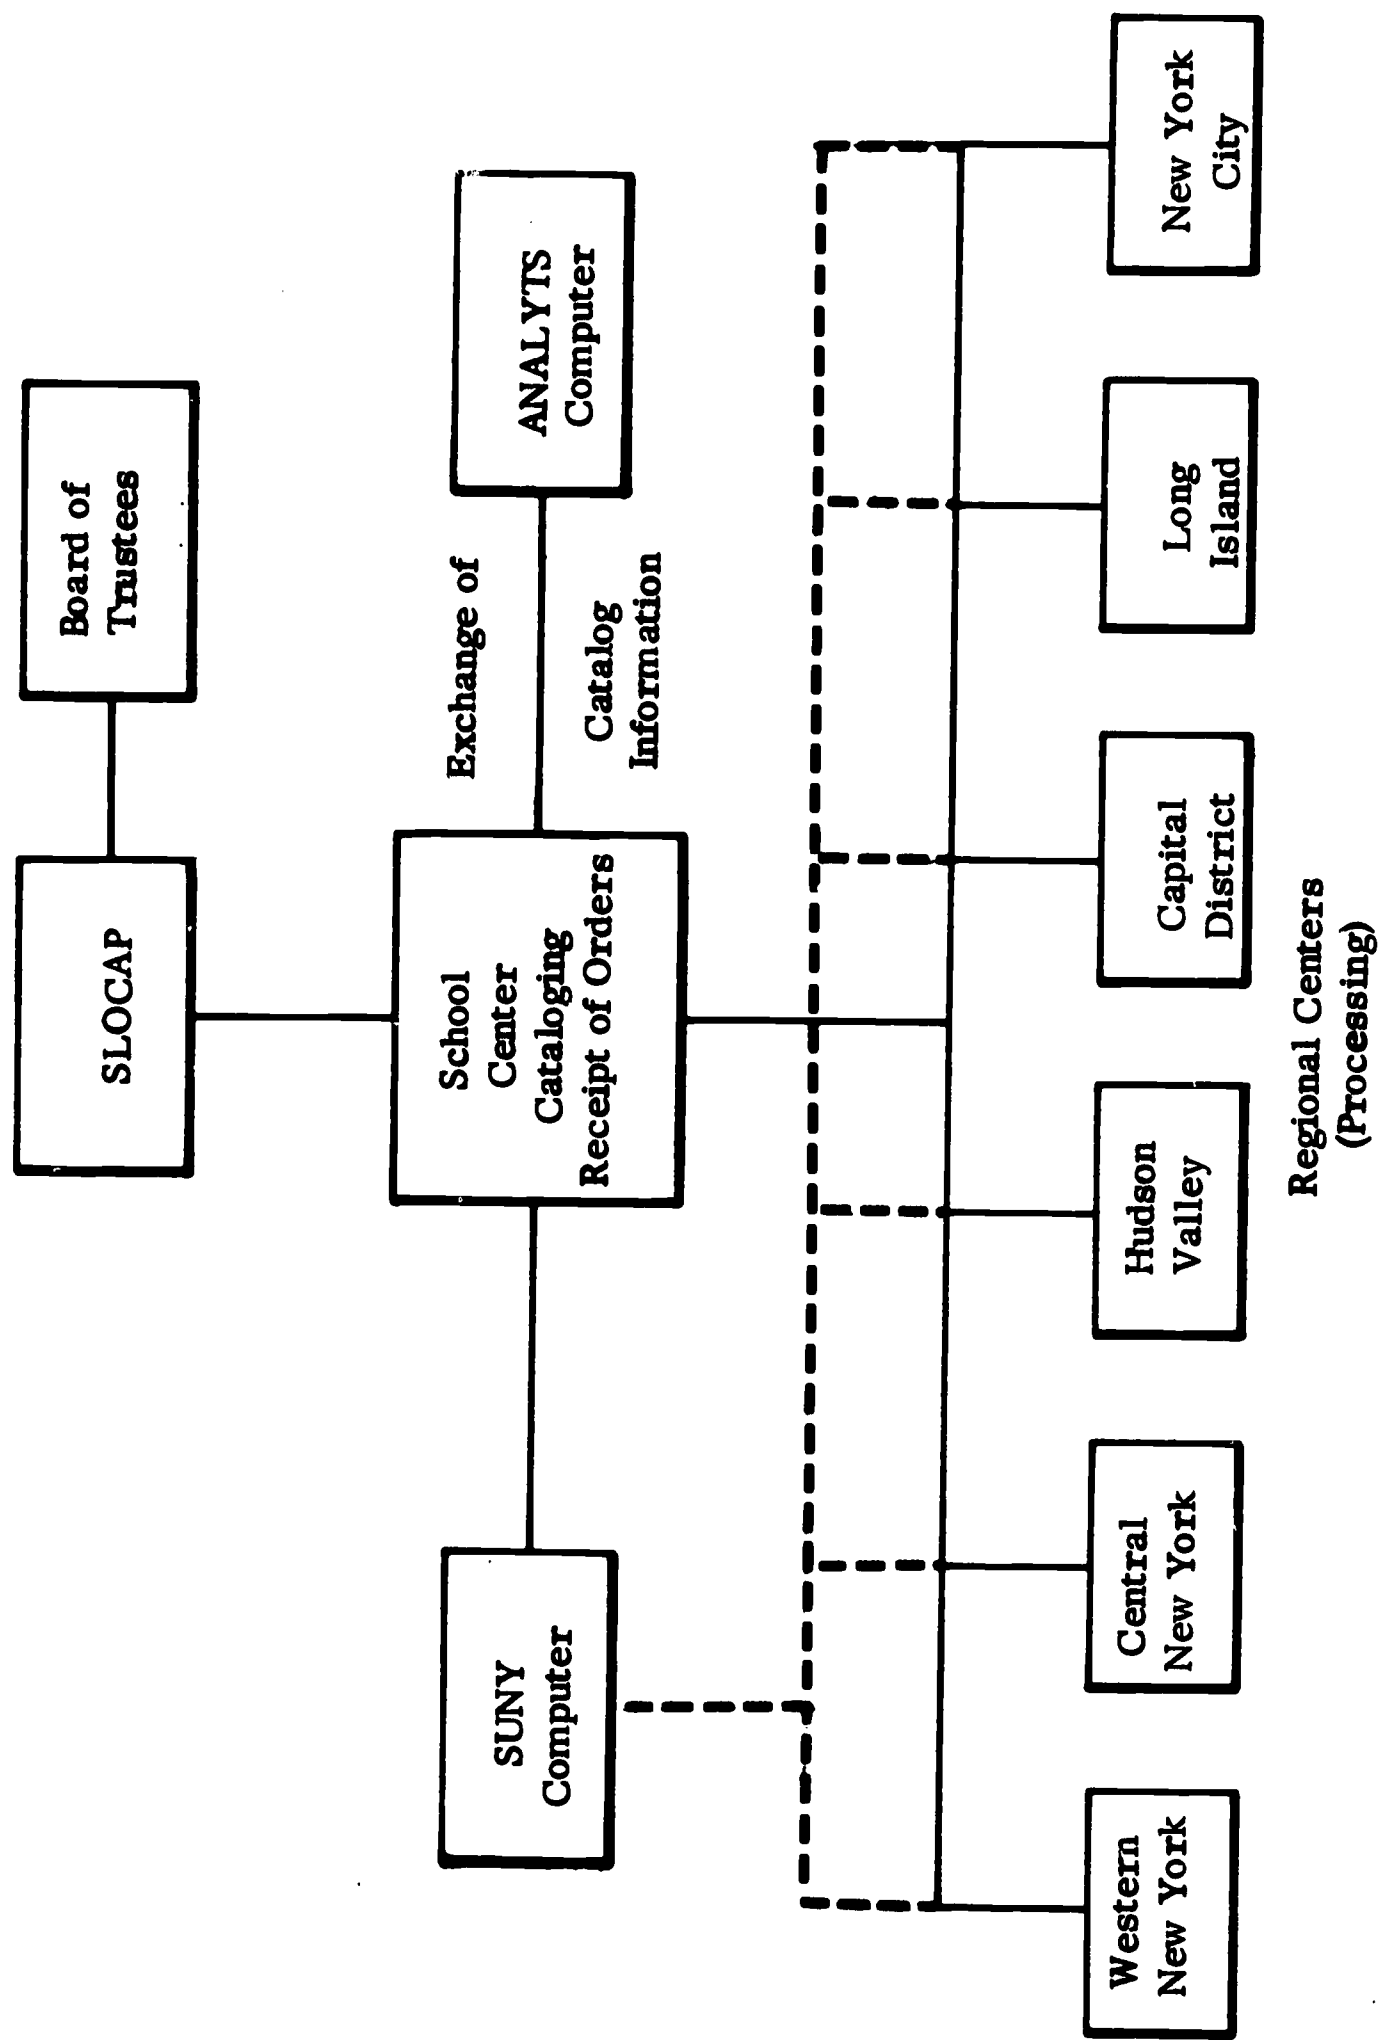 SLOCAP
Board of
Trustees
SUNY
Computer
School
Center
Cataloging
Receipt of Orders
Exchange of
Catalog
Information
ANALYTS
Computer
Western
New York
Central
New York
Hudson
Valley
Capital
District
Long
Island
New York
City
Regional Centers
(Processing)